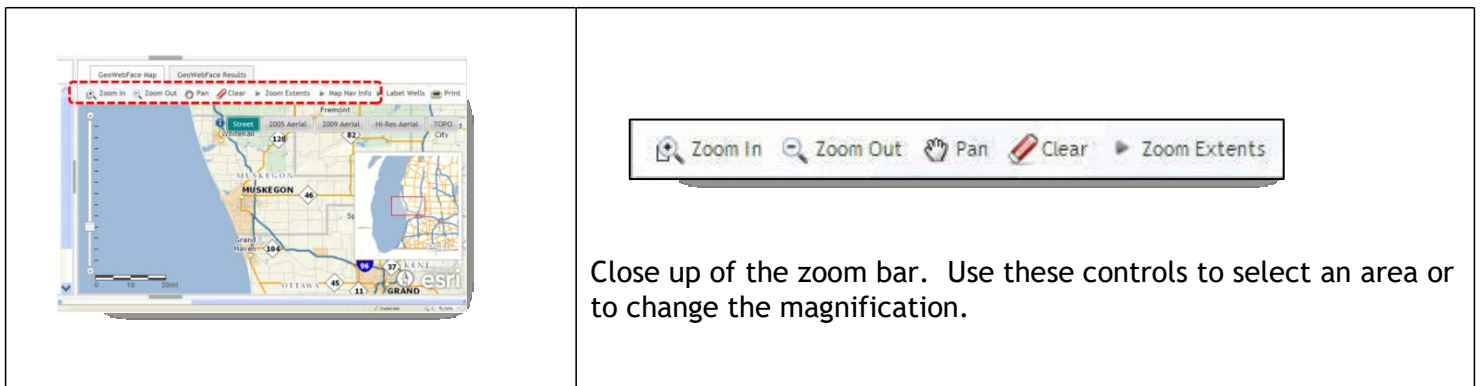 GeoWebFace Map GeoWebFace Results
Zoom In Zoom Out Pan Clear Zoom Extents Map Nav Info Label Wells Print
Fremont
Street 2005 Aerial 2009 Aerial Hi-Res Aerial TOPO
Whitehall 120 82 City
MUSKEGON
MUSKEGON 46
Grand
Haven 104
96 37 KENT
OTTAWA 45 esri
11 GRAND
0 10 20mi
Zoom In Zoom Out Pan Clear Zoom Extents
Close up of the zoom bar. Use these controls to select an area or
to change the magnification.